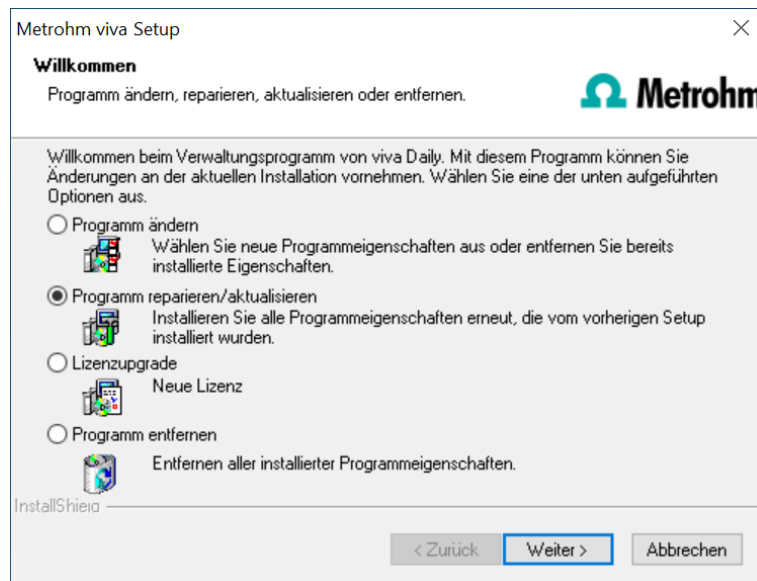 Metrohm viva Setup
Willkommen
Programm ändern, reparieren, aktualisieren oder entfernen.
Metrohm
Willkommen beim Verwaltungsprogramm von viva Daily. Mit diesem Programm können Sie
Änderungen an der aktuellen Installation vornehmen. Wählen Sie eine der unten aufgeführten
Optionen aus.
Programm ändern
Wählen Sie neue Programmeigenschaften aus oder entfernen Sie bereits
installierte Eigenschaften.
Programm reparieren/aktualisieren
Installieren Sie alle Programmeigenschaften erneut, die vom vorherigen Setup
installiert wurden.
Lizenzupgrade
Neue Lizenz
Programm entfernen
Entfernen aller installierter Programmeigenschaften.
InstallShield
< Zurück Weiter > Abbrechen